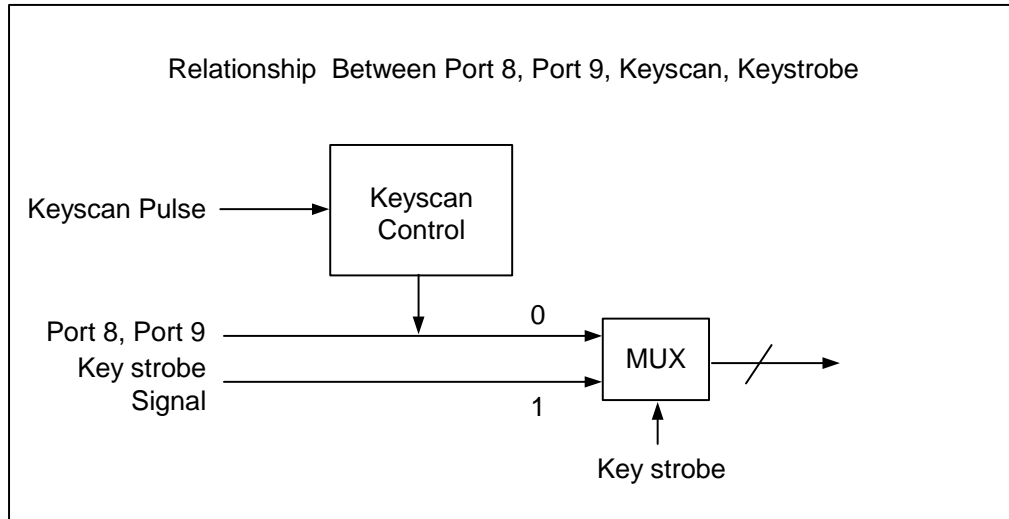 Relationship Between Port 8, Port 9, Keyscan, Keystrobe
Keyscan Pulse
Keyscan
Control
Port 8, Port 9
0
Key strobe
Signal
1
MUX
Key strobe